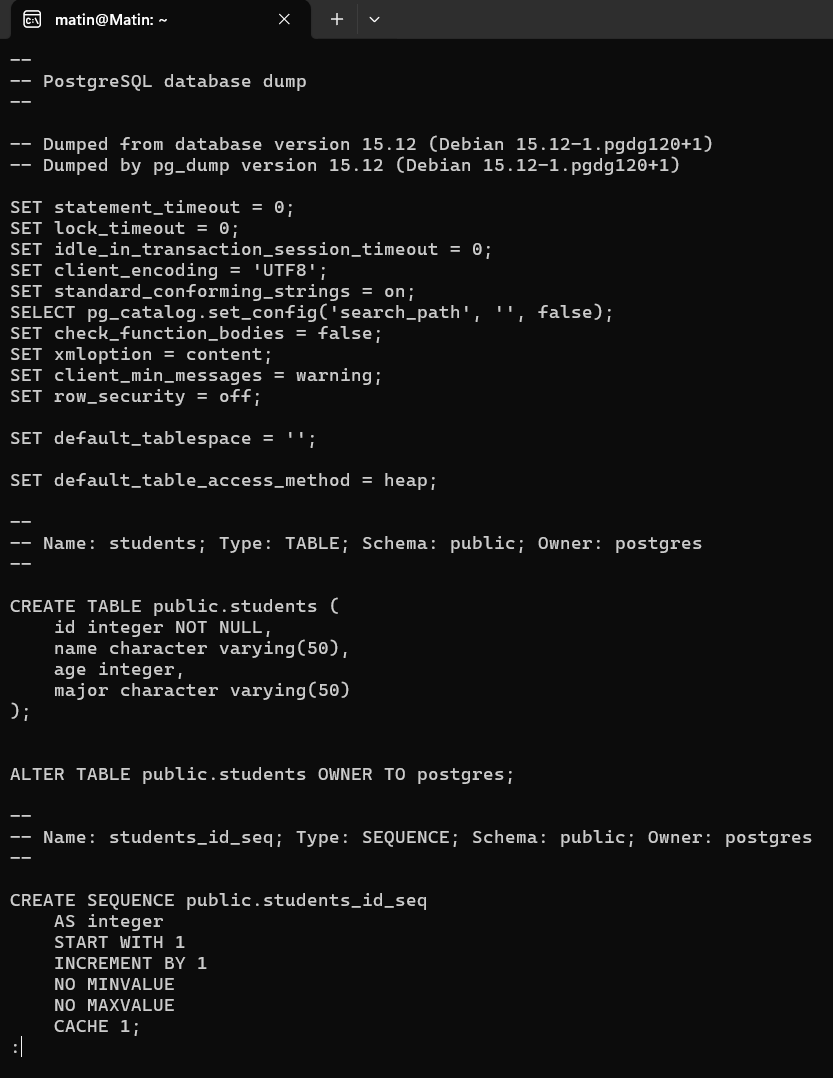 matin@Matin: ~
--
-- PostgreSQL database dump
--
-- Dumped from database version 15.12 (Debian 15.12-1.pgdg120+1)
-- Dumped by pg_dump version 15.12 (Debian 15.12-1.pgdg120+1)
SET statement_timeout = 0;
SET lock_timeout = 0;
SET idle_in_transaction_session_timeout = 0;
SET client_encoding = 'UTF8';
SET standard_conforming_strings = on;
SELECT pg_catalog.set_config('search_path', '', false);
SET check_function_bodies = false;
SET xmloption = content;
SET client_min_messages = warning;
SET row_security = off;
SET default_tablespace = '';
SET default_table_access_method = heap;
--
-- Name: students; Type: TABLE; Schema: public; Owner: postgres
--
CREATE TABLE public.students (
    id integer NOT NULL,
    name character varying(50),
    age integer,
    major character varying(50)
);
ALTER TABLE public.students OWNER TO postgres;
--
-- Name: students_id_seq; Type: SEQUENCE; Schema: public; Owner: postgres
--
CREATE SEQUENCE public.students_id_seq
    AS integer
    START WITH 1
    INCREMENT BY 1
    NO MINVALUE
    NO MAXVALUE
    CACHE 1;
: